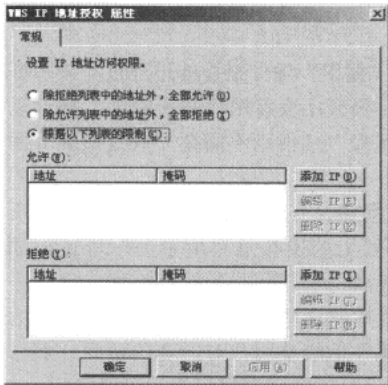 WMS IP 地址授权 属性
常规
设置 IP 地址访问权限。
除拒绝列表中的地址外，全部允许(D)
除允许列表中的地址外，全部拒绝(X)
根据以下列表的限制(C):
允许(E):
地址 掩码
添加 IP(D)
编辑 IP(E)
删除 IP
拒绝(Y):
地址 掩码
添加 IP(I)
编辑 IP
删除 IP
确定 取消 应用(A) 帮助